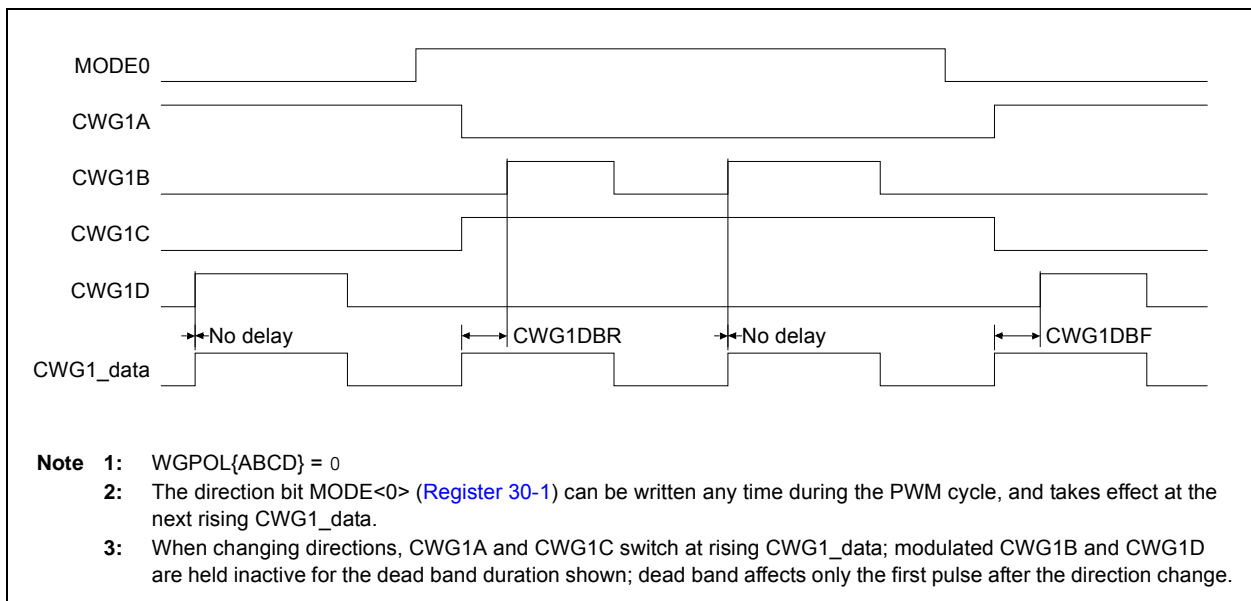 MODE0
CWG1A
CWG1B
CWG1C
CWG1D
No delay CWG1DBR No delay CWG1DBF
CWG1_data
Note 1: WGPOL{ABCD} = 0
2: The direction bit MODE<0> (Register 30-1) can be written any time during the PWM cycle, and takes effect at the
next rising CWG1_data.
3: When changing directions, CWG1A and CWG1C switch at rising CWG1_data; modulated CWG1B and CWG1D
are held inactive for the dead band duration shown; dead band affects only the first pulse after the direction change.